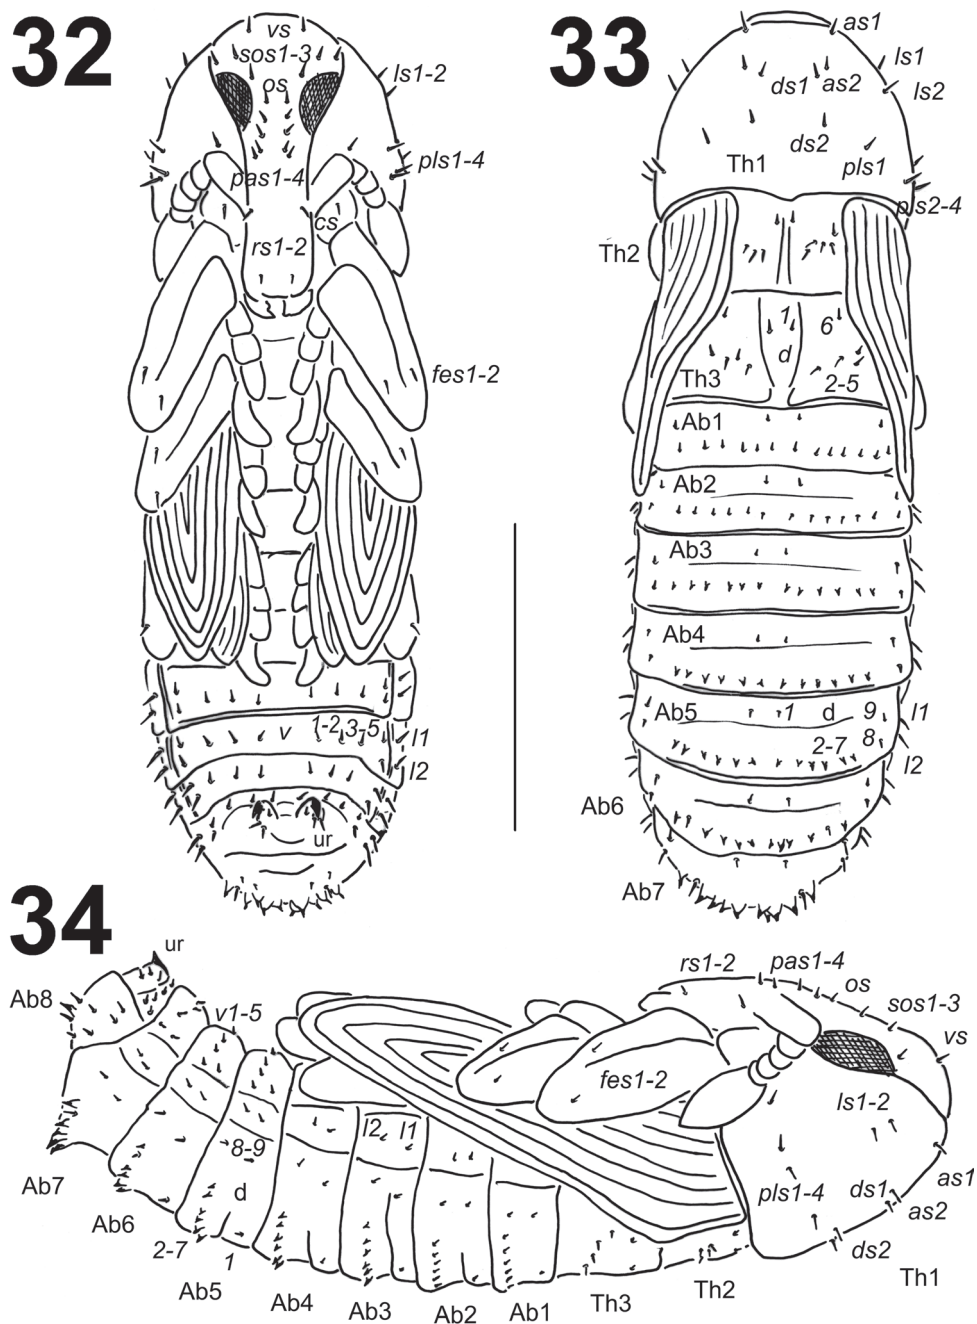 32
vs
sos1-3
os
ls1-2
pls1-4
pas1-4
cs
rs1-2
fes1-2
v 1-2,3,-5 l1
l2
ur
33
as1
ls1
ds1 as2 ls2
ds2
Th1 pls1
pls2-4
Th2
1 6
d
Th3 2-5
Ab1
Ab2
Ab3
Ab4
Ab5 1 d 9 l1
2-7 8
l2
Ab6
Ab7
34
ur
rs1-2 pas1-4
os
sos1-3
vs
Ab8
v1-5
fes1-2
ls1-2
l2 l1
8-9
d
pls1-4 ds1 as1
as2
ds2
Ab7
Ab6
2-7 1
Ab5
Ab4 Ab3 Ab2 Ab1 Th3 Th2 Th1